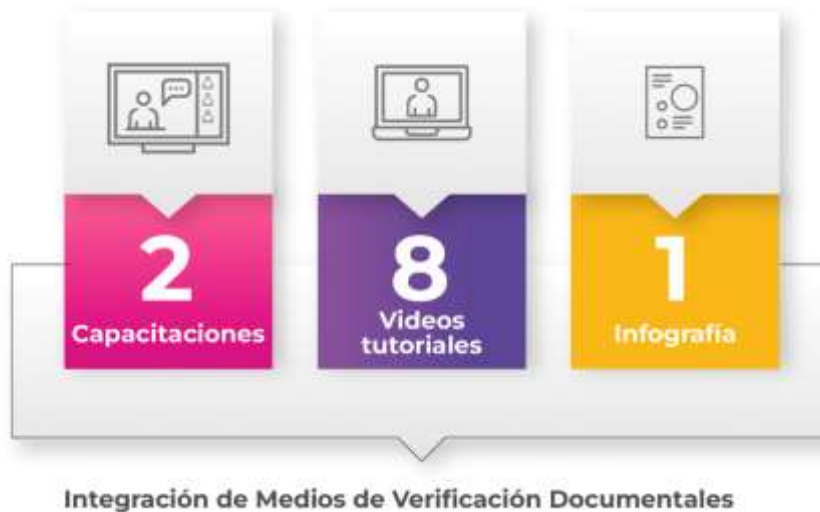 2
Capacitaciones
8
Videos
tutoriales
1
Infografía
Integración de Medios de Verificación Documentales